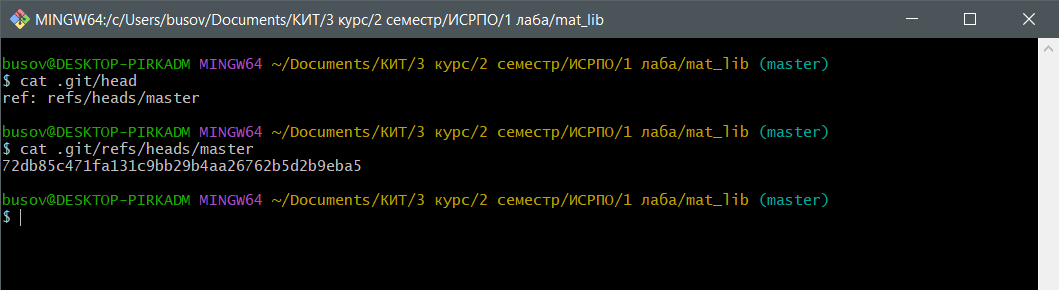 MINGW64:/c/Users/busov/Documents/КИТ/3 курс/2 семестр/ИСРПО/1 лаба/mat_lib
busov@DESKTOP-PIRKADM MINGW64 ~/Documents/КИТ/3 курс/2 семестр/ИСРПО/1 лаба/mat_lib (master)
$ cat .git/head
ref: refs/heads/master
busov@DESKTOP-PIRKADM MINGW64 ~/Documents/КИТ/3 курс/2 семестр/ИСРПО/1 лаба/mat_lib (master)
$ cat .git/refs/heads/master
72db85c471fa131c9bb29b4aa26762b5d2b9eba5
busov@DESKTOP-PIRKADM MINGW64 ~/Documents/КИТ/3 курс/2 семестр/ИСРПО/1 лаба/mat_lib (master)
$